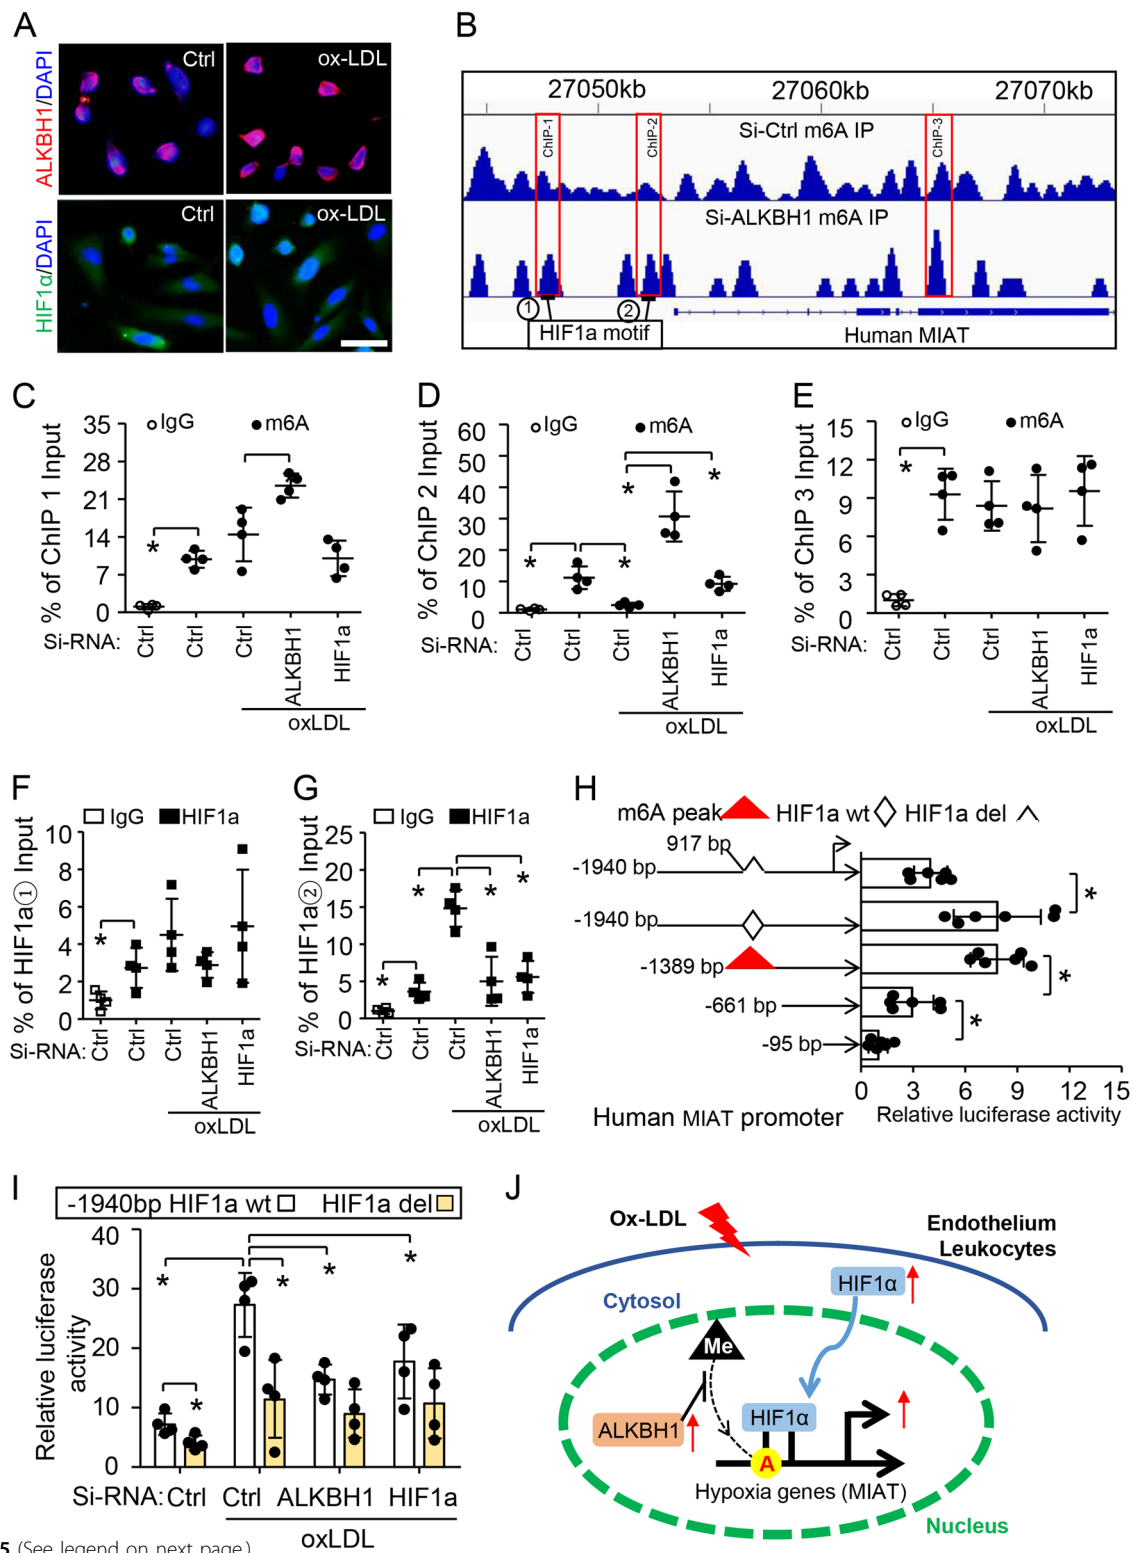 A
B
Ctrl
ox-LDL
ALKBH1/DAPI
Ctrl
ox-LDL
HIF1α/DAPI
27050kb 27060kb 27070kb
ChIP-1
ChIP-2
ChIP-3
Si-Ctrl m6A IP
Si-ALKBH1 m6A IP
① ②
HIF1a motif
Human MIAT
C
IgG m6A
% of ChIP 1 Input
35
28
21
14
7
0
*
Si-RNA: Ctrl Ctrl Ctrl ALKBH1 HIF1a
oxLDL
D
IgG m6A
% of ChIP 2 Input
60
50
40
30
20
10
0
* * * *
Si-RNA: Ctrl Ctrl Ctrl ALKBH1 HIF1a
oxLDL
E
IgG m6A
% of ChIP 3 Input
15
12
9
6
3
0
*
Si-RNA: Ctrl Ctrl Ctrl ALKBH1 HIF1a
oxLDL
F
IgG HIF1a
% of HIF1a① Input
10
8
6
4
2
0
*
Si-RNA: Ctrl Ctrl Ctrl ALKBH1 HIF1a
oxLDL
G
IgG HIF1a
% of HIF1a② Input
25
20
15
10
5
0
* * * *
Si-RNA: Ctrl Ctrl Ctrl ALKBH1 HIF1a
oxLDL
H
m6A peak HIF1a wt HIF1a del
917 bp
-1940 bp
-1940 bp
-1389 bp
-661 bp
-95 bp
* * *
0 3 6 9 12 15
Human MIAT promoter
Relative luciferase activity
I
-1940bp HIF1a wt HIF1a del
Relative luciferase
activity
40
30
20
10
0
* * * * *
Si-RNA: Ctrl Ctrl ALKBH1 HIF1a
oxLDL
J
Ox-LDL
Endothelium
Leukocytes
HIF1α
Cytosol
Me
HIF1α
ALKBH1
A
Hypoxia genes (MIAT)
Nucleus
5 (See legend on next page.)